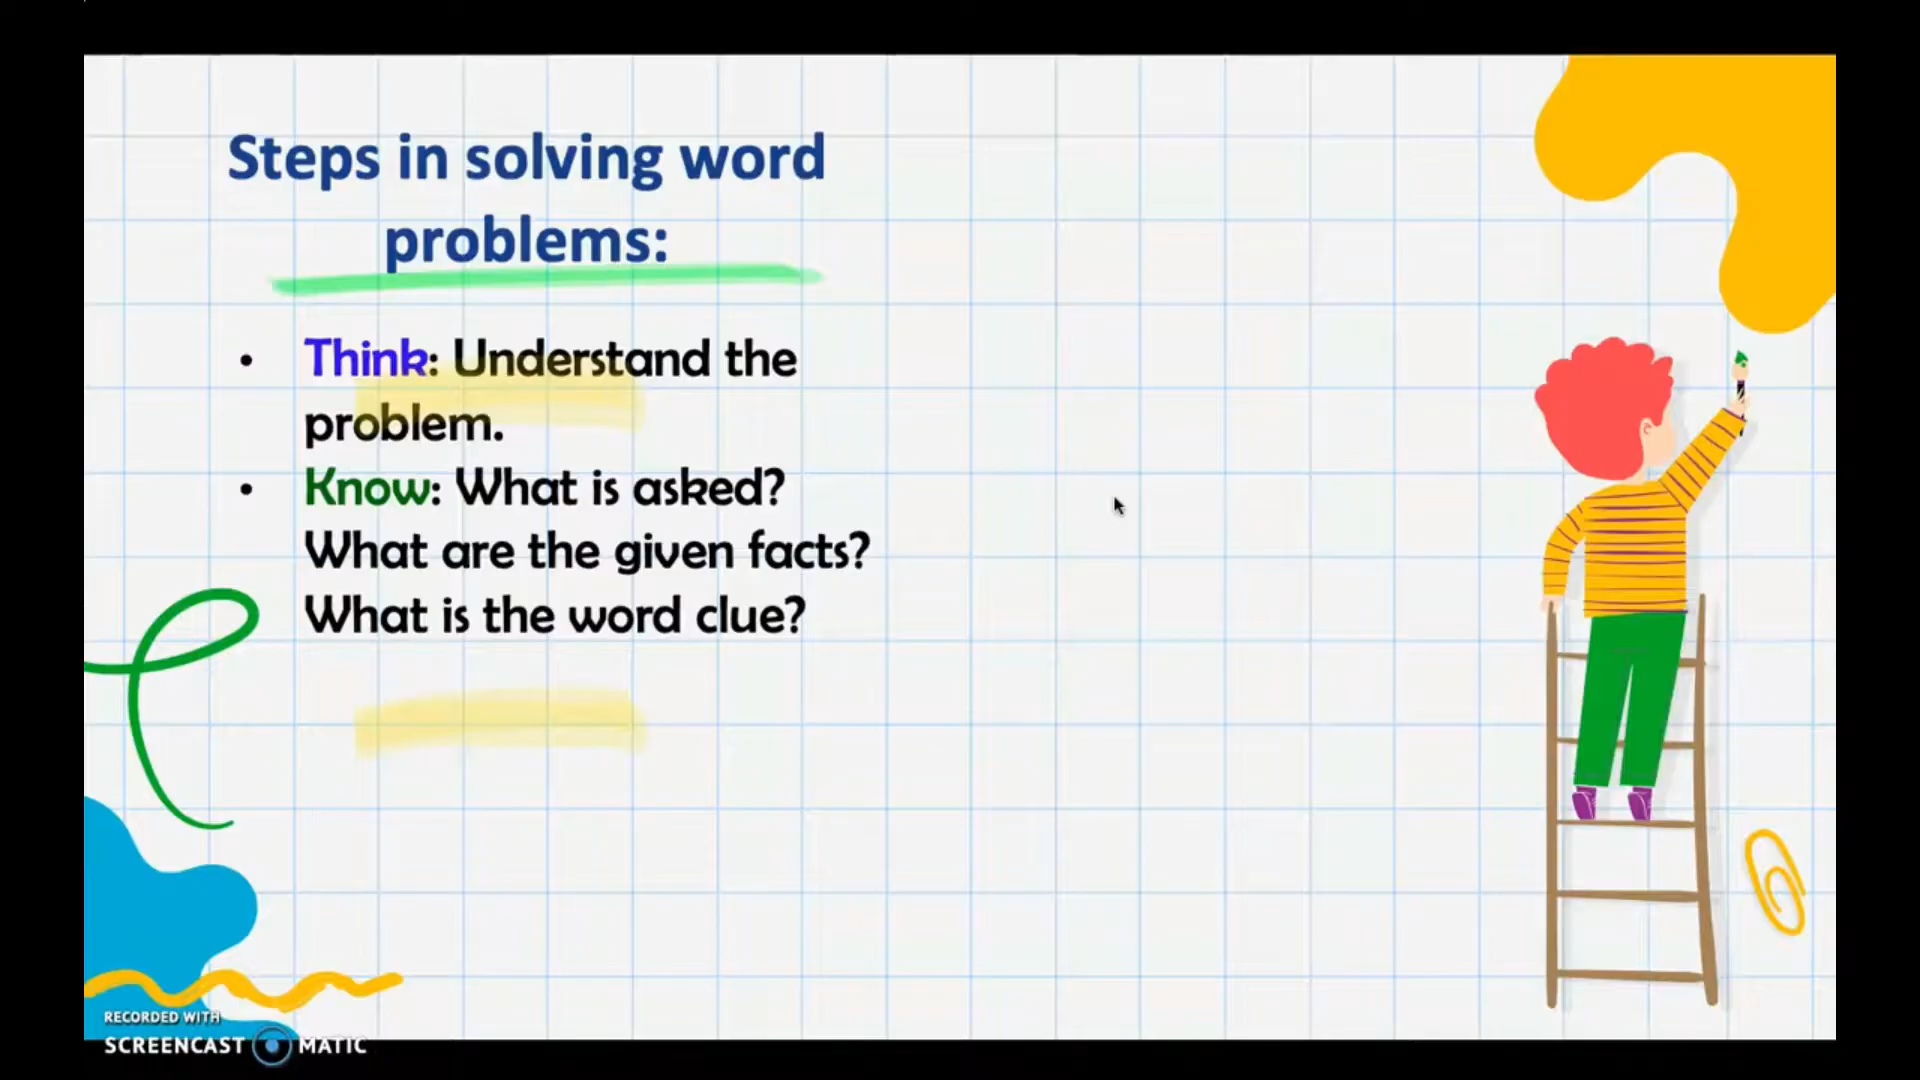 Steps in solving word
problems:
• Think: Understand the
problem.
• Know: What is asked?
What are the given facts?
What is the word clue?
RECORDED WITH
SCREENCAST MATIC